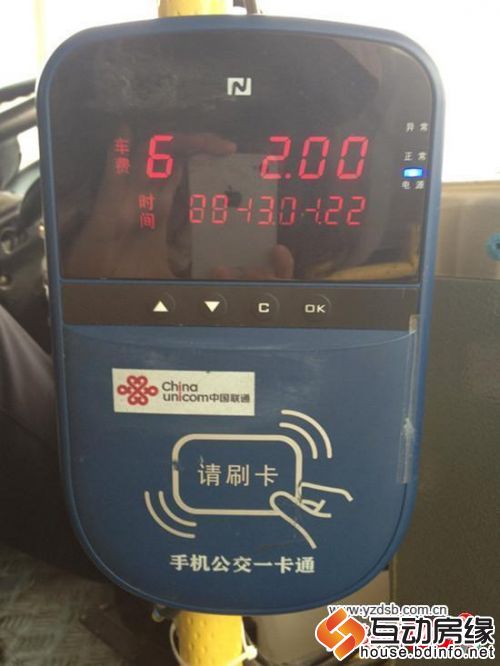 异常
正常
电源
车费 6 2.00
时间 88-13.01.22
C OK
China unicom中国联通
请刷卡
手机公交一卡通
www.yzdsb.com.cn
互动房缘
house.bdinfo.net